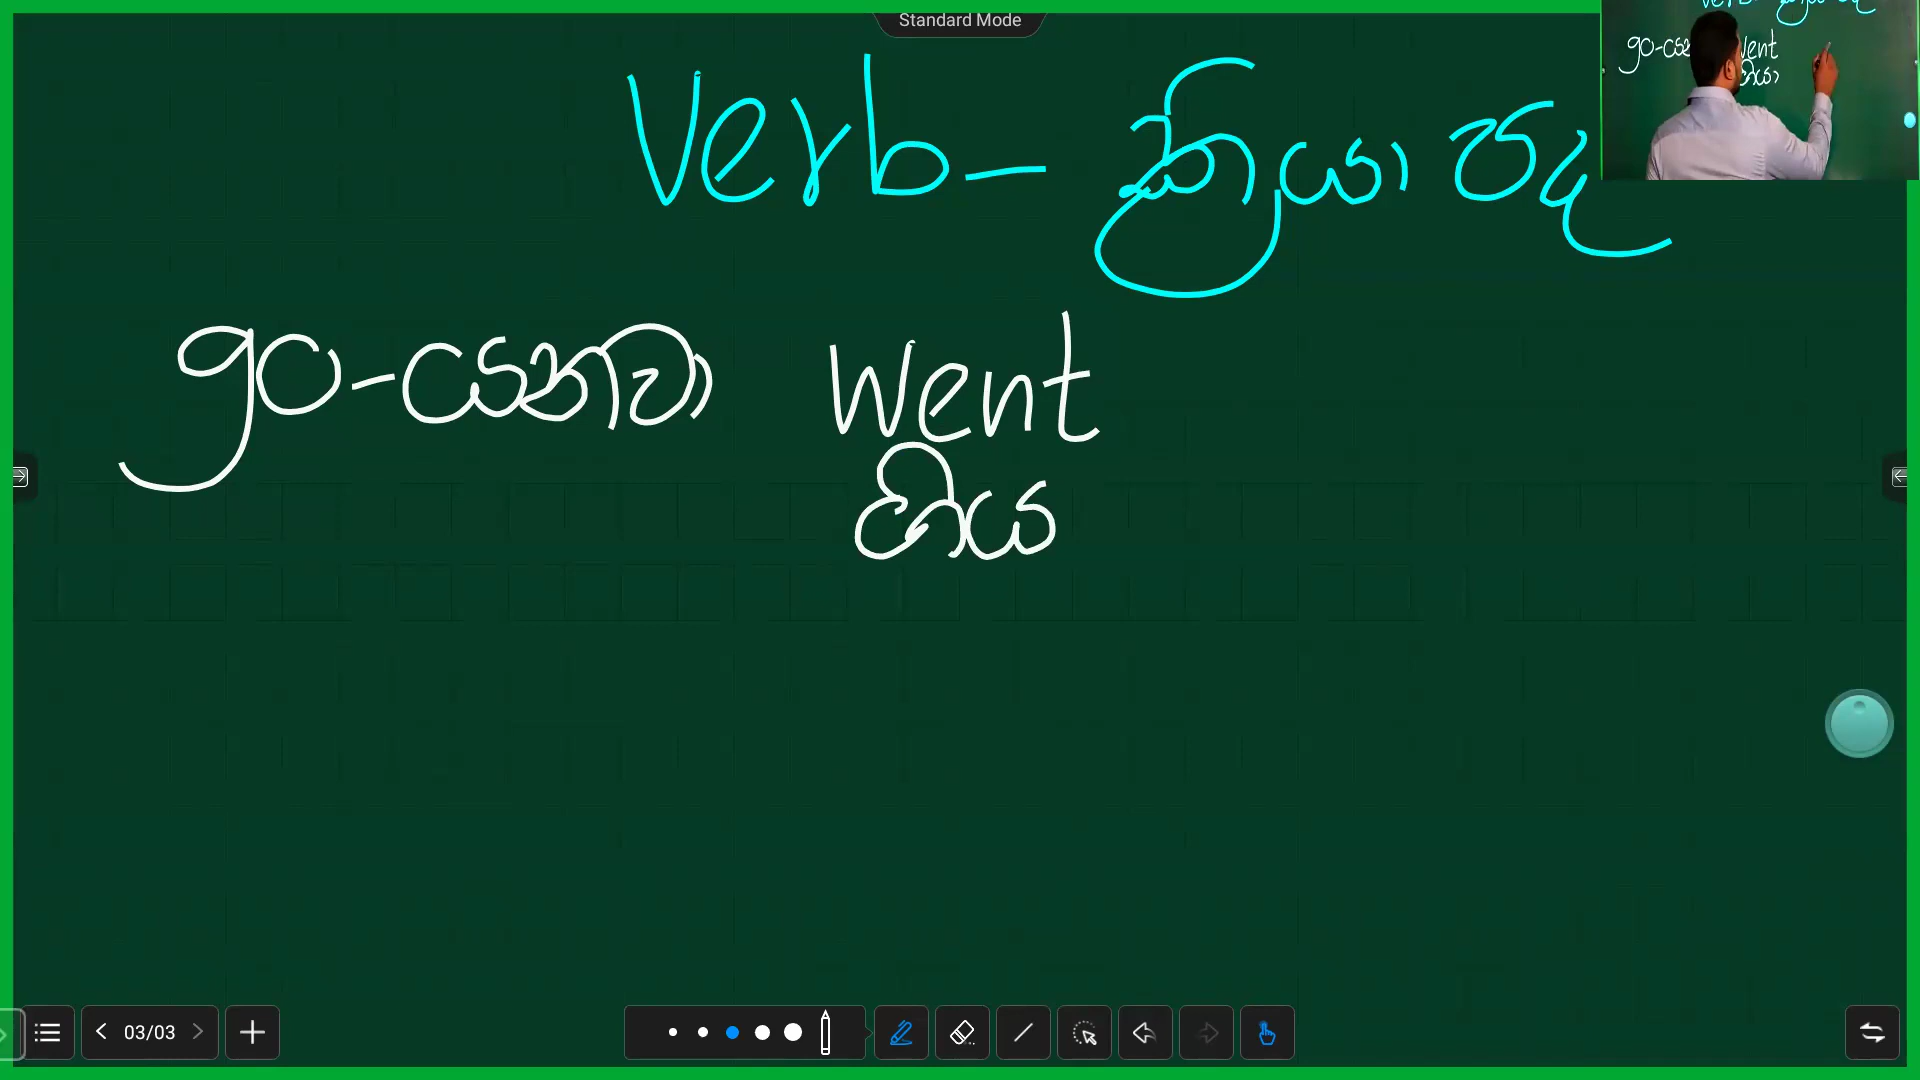 Standard Mode
Verb - ක්‍රියා පද
go - යනවා went
ගියා
03/03